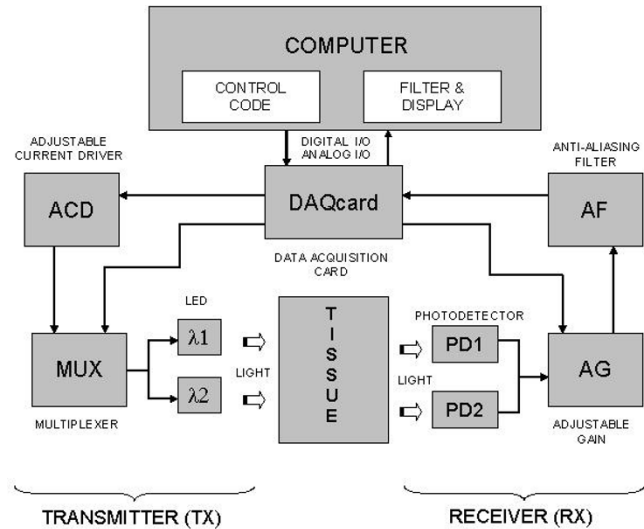 COMPUTER
CONTROL
CODE
FILTER &
DISPLAY
ADJUSTABLE
CURRENT DRIVER
DIGITAL I/O
ANALOG I/O
ANTI-ALIASING
FILTER
ACD
DAQcard
AF
DATA ACQUISITION
CARD
LED
TISSUE
PHOTODETECTOR
MUX
λ1
λ2
LIGHT
LIGHT
PD1
PD2
AG
MULTIPLEXER
ADJUSTABLE
GAIN
TRANSMITTER (TX)
RECEIVER (RX)